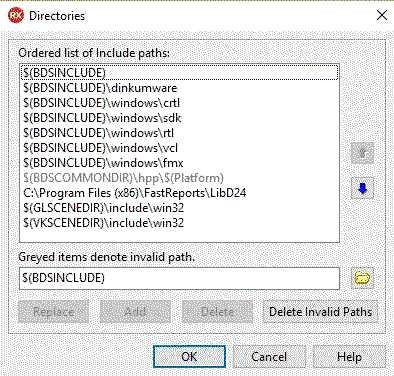 RX Directories
Ordered list of Include paths:
$(BDSINCLUDE)
$(BDSINCLUDE)\dinkumware
$(BDSINCLUDE)\windows\crtl
$(BDSINCLUDE)\windows\sdk
$(BDSINCLUDE)\windows\rtl
$(BDSINCLUDE)\windows\vcl
$(BDSINCLUDE)\windows\fmx
$(BDSCOMMONDIR)\hpp\$(Platform)
C:\Program Files (x86)\FastReports\LibD24
$(GLSCENEDIR)\include\win32
$(VKSCENEDIR)\include\win32
Greyed items denote invalid path.
$(BDSINCLUDE)
Replace Add Delete Delete Invalid Paths
OK Cancel Help